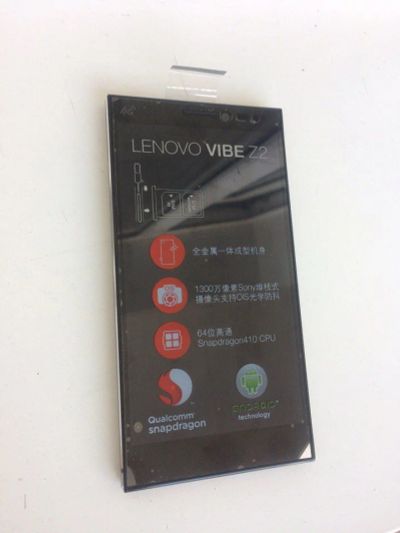 4G
LENOVO VIBE Z2
全金属一体成型机身
1300万像素Sony堆栈式
摄像头支持OIS光学防抖
64位高通
Snapdragon410 CPU
Qualcomm
snapdragon
ANDROID
technology